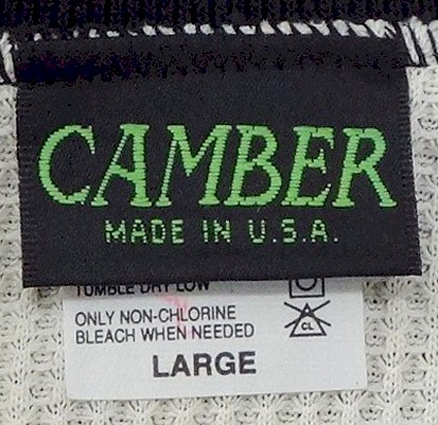 CAMBER
MADE IN U.S.A.
TUMBLE DRY LOW
ONLY NON-CHLORINE
BLEACH WHEN NEEDED
CL
LARGE